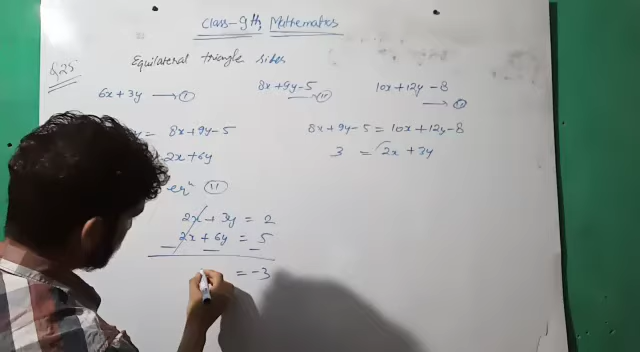 Class-9th, Mathematics
Q.25 Equilateral triangle sides
6x+3y → (I) 8x+9y-5 → (II) 10x+12y-8 → (III)
= 8x+9y-5 8x+9y-5 = 10x+12y-8
2x+6y 3 = 2x+3y
eqⁿ (II)
2x+3y = 2
2x+6y = 5
- - -
= -3